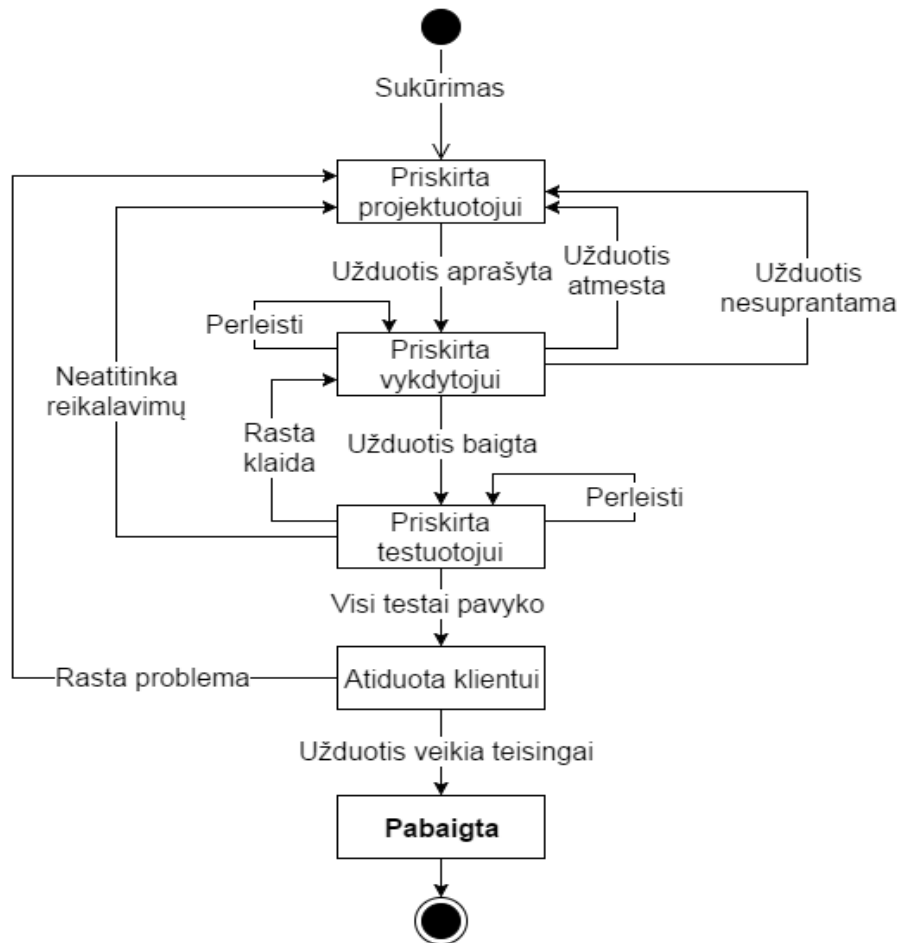 Sukūrimas
Priskirta
projektuotojui
Užduotis aprašyta
Užduotis
atmesta
Užduotis
nesuprantama
Perleisti
Priskirta
vykdytojui
Neatitinka
reikalavimų
Rasta
klaida
Užduotis baigta
Perleisti
Priskirta
testuotojui
Visi testai pavyko
Rasta problema
Atiduota klientui
Užduotis veikia teisingai
Pabaigta